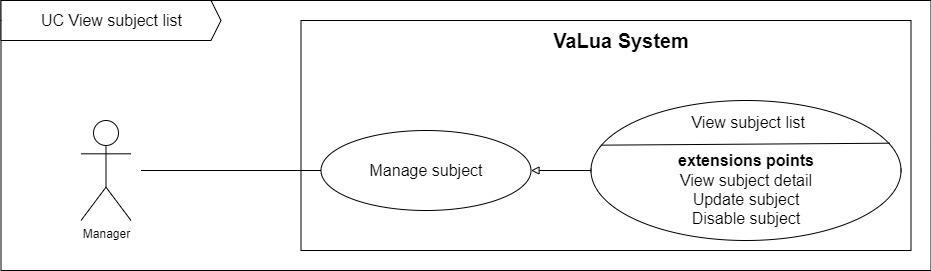 UC View subject list
VaLua System
View subject list
Manage subject
extensions points
View subject detail
Update subject
Disable subject
Manager